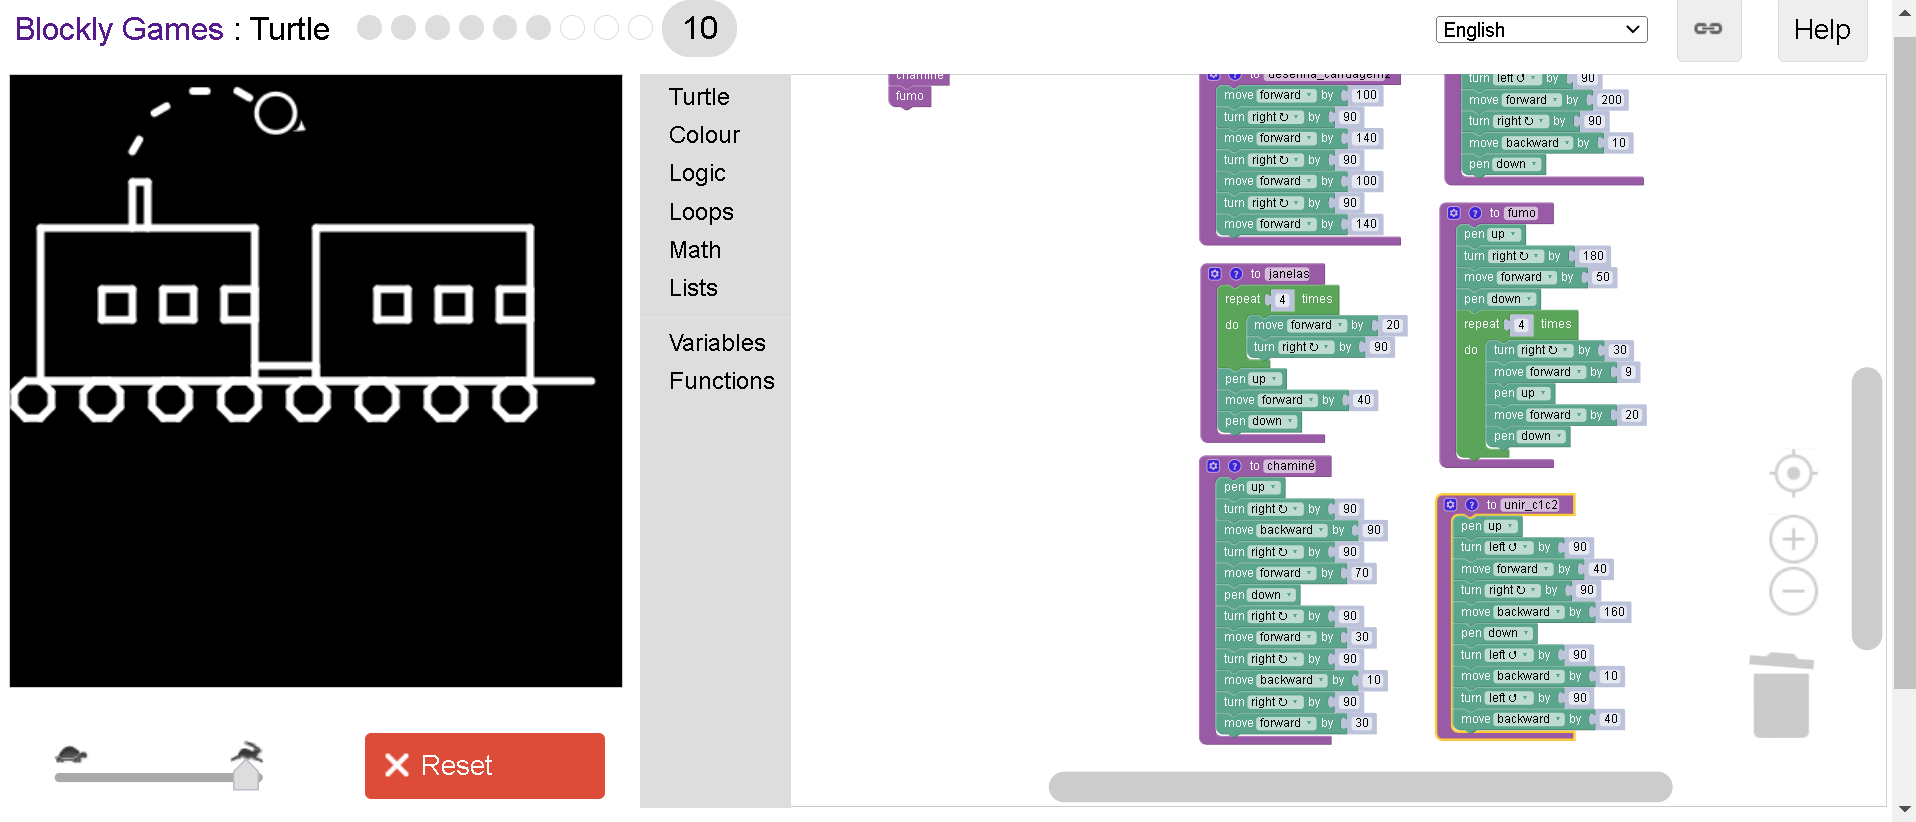 Blockly Games : Turtle
10
English
Help
Turtle
Colour
Logic
Loops
Math
Lists
Variables
Functions
Reset
chaminé
fumo
to desenha_carruagem2
move forward by 100
turn right ↻ by 90
move forward by 140
turn right ↻ by 90
move forward by 100
turn right ↻ by 90
move forward by 140
to janelas
repeat 4 times
do move forward by 20
turn right ↻ by 90
pen up
move forward by 40
pen down
to chaminé
pen up
turn right ↻ by 90
move backward by 90
turn right ↻ by 90
move forward by 70
pen down
turn right ↻ by 90
move forward by 30
turn right ↻ by 90
move backward by 10
turn right ↻ by 90
move forward by 30
turn left ↺ by 90
move forward by 200
turn right ↻ by 90
move backward by 10
pen down
to fumo
pen up
turn right ↻ by 180
move forward by 50
pen down
repeat 4 times
do turn right ↻ by 30
move forward by 9
pen up
move forward by 20
pen down
to unir_c1c2
pen up
turn left ↺ by 90
move forward by 40
turn right ↻ by 90
move backward by 160
pen down
turn left ↺ by 90
move backward by 10
turn left ↺ by 90
move backward by 40